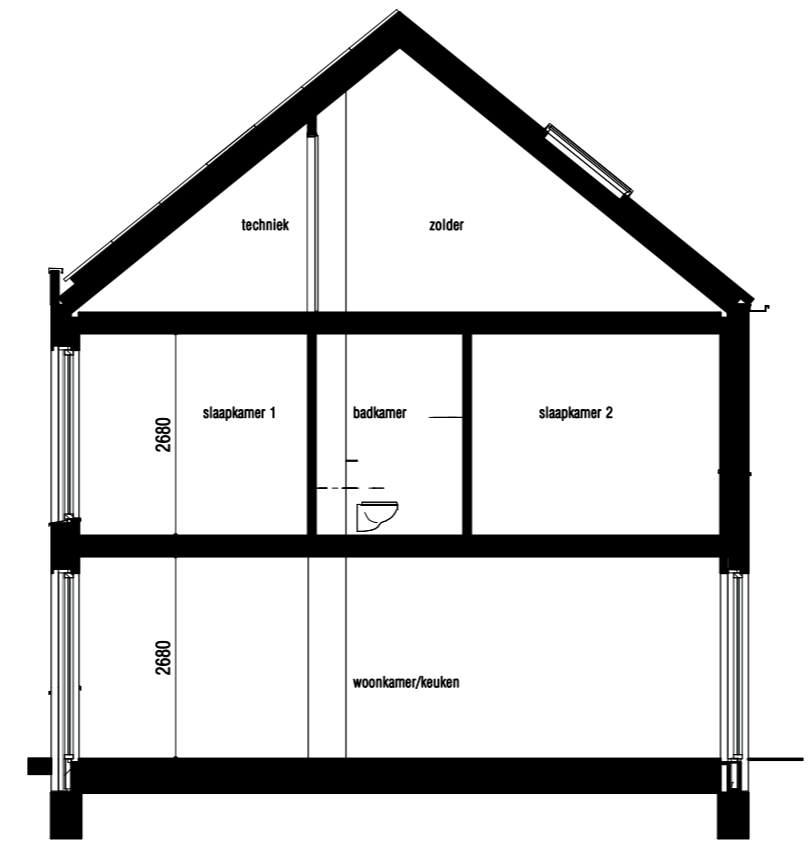 techniek
zolder
slaapkamer 1
badkamer
slaapkamer 2
2680
2680
woonkamer/keuken